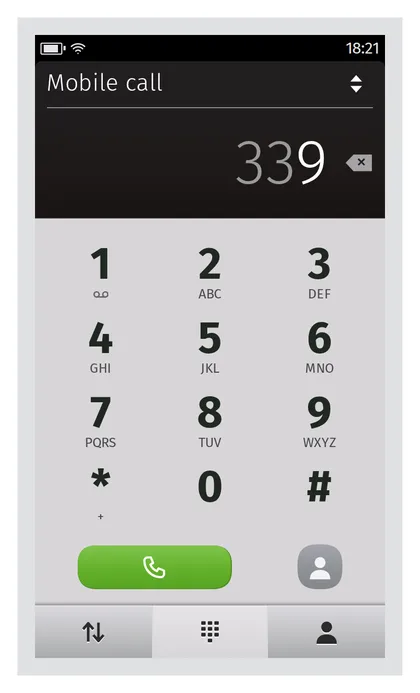 18:21
Mobile call
339
1 2 3
ABC DEF
4 5 6
GHI JKL MNO
7 8 9
PQRS TUV WXYZ
* 0 #
+